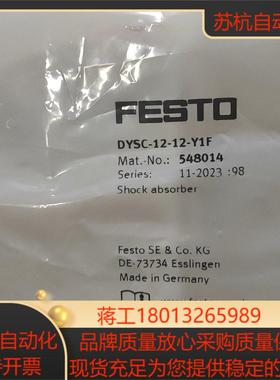 苏杭自动
FESTO
DYSC-12-12-Y1F
Mat.-No.: 548014
Series: 11-2023 :98
Shock absorber
Festo SE & Co. KG
DE-73734 Esslingen
Made in Germany
蒋工18013265989
自动化
品牌质量放心采购质量保
开票
现货充足为您提供稳定的